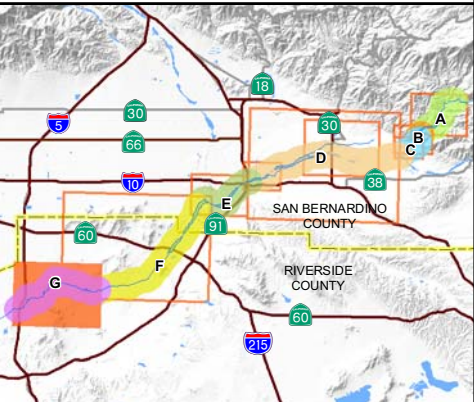 18
A
30
30
5
B
66
C
D
10
38
E
SAN BERNARDINO
COUNTY
91
60
F
RIVERSIDE
COUNTY
G
60
215